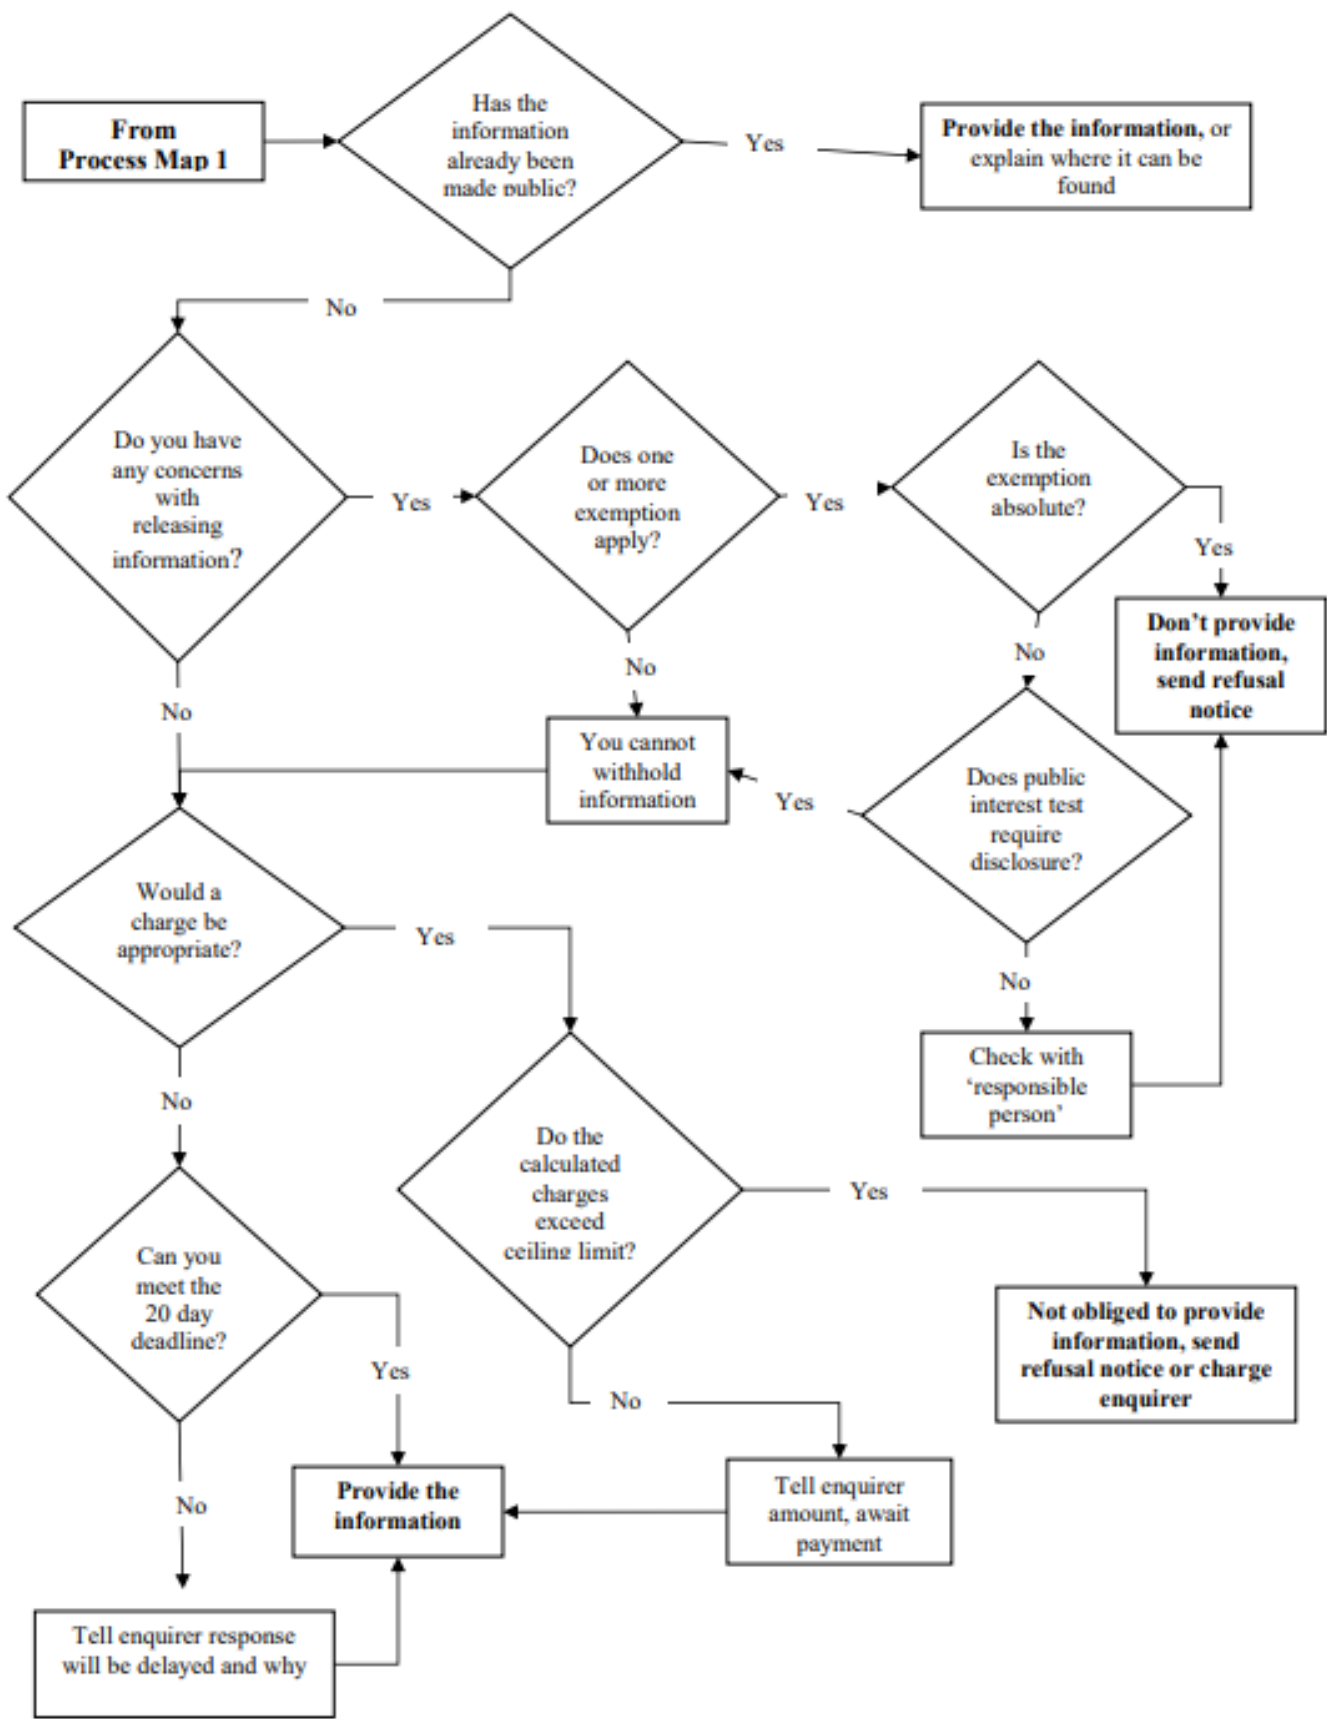 From
Process Map 1
Has the
information
already been
made public?
Yes
Provide the information, or
explain where it can be
found
No
Do you have
any concerns
with
releasing
information?
Yes
Does one
or more
exemption
apply?
Yes
Is the
exemption
absolute?
Yes
Don't provide
information,
send refusal
notice
No
No
No
You cannot
withhold
information
Yes
Does public
interest test
require
disclosure?
Would a
charge be
appropriate?
Yes
No
Check with
‘responsible
person’
No
Do the
calculated
charges
exceed
ceiling limit?
Yes
Can you
meet the
20 day
deadline?
Yes
Not obliged to provide
information, send
refusal notice or charge
enquirer
No
No
Provide the
information
Tell enquirer
amount, await
payment
Tell enquirer response
will be delayed and why